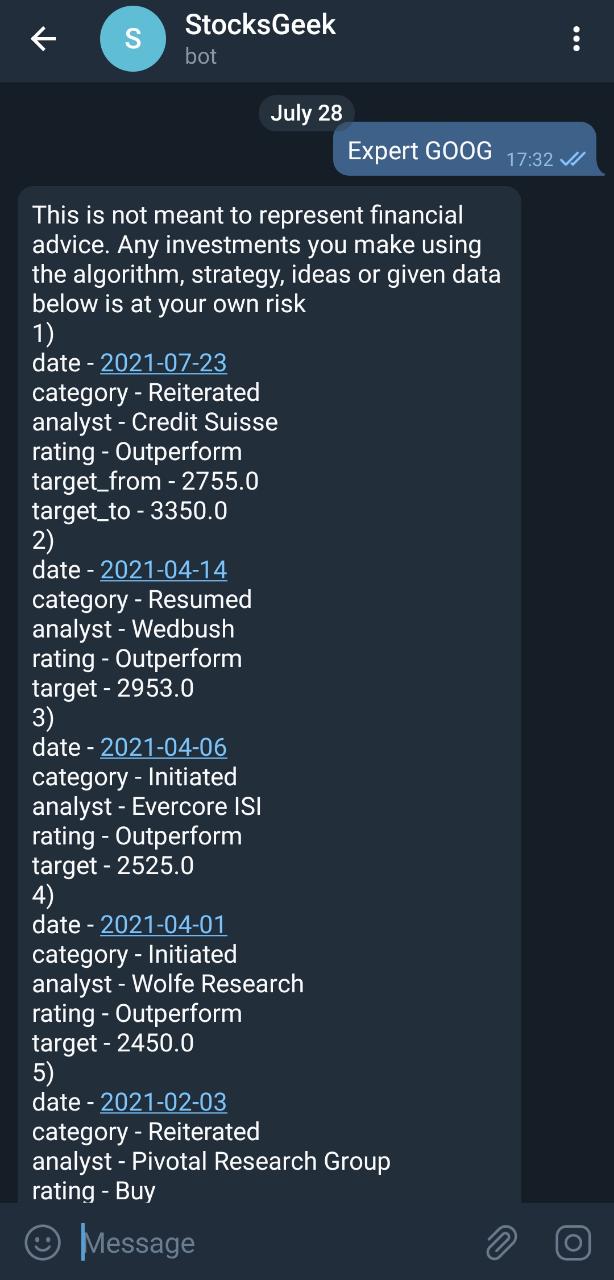 StocksGeek
S
bot
July 28
Expert GOOG 17:32
This is not meant to represent financial
advice. Any investments you make using
the algorithm, strategy, ideas or given data
below is at your own risk
1)
date - 2021-07-23
category - Reiterated
analyst - Credit Suisse
rating - Outperform
target_from - 2755.0
target_to - 3350.0
2)
date - 2021-04-14
category - Resumed
analyst - Wedbush
rating - Outperform
target - 2953.0
3)
date - 2021-04-06
category - Initiated
analyst - Evercore ISI
rating - Outperform
target - 2525.0
4)
date - 2021-04-01
category - Initiated
analyst - Wolfe Research
rating - Outperform
target - 2450.0
5)
date - 2021-02-03
category - Reiterated
analyst - Pivotal Research Group
rating - Buy
Message